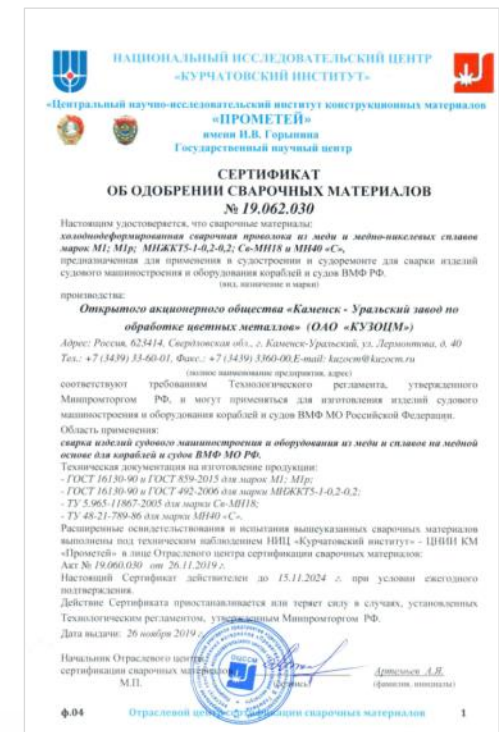 НАЦИОНАЛЬНЫЙ ИССЛЕДОВАТЕЛЬСКИЙ ЦЕНТР
«КУРЧАТОВСКИЙ ИНСТИТУТ»
«Центральный научно-исследовательский институт конструкционных материалов
«ПРОМЕТЕЙ»
имени И.В. Горынина
Государственный научный центр
СЕРТИФИКАТ
ОБ ОДОБРЕНИИ СВАРОЧНЫХ МАТЕРИАЛОВ
№ 19.062.030
Настоящим удостоверяется, что сварочные материалы:
холоднодеформированная сварочная проволока из меди и медно-никелевых сплавов
марок М1; М1р; МНЖКТ5-1-0,2-0,2; Св-МН18 и МН40 «С»,
предназначенная для применения в судостроении и судоремонте для сварки изделий
судового машиностроения и оборудования кораблей и судов ВМФ РФ.
(вид, назначение и марки)
производства:
Открытого акционерного общества «Каменск - Уральский завод по
обработке цветных металлов» (ОАО «КУЗОЦМ»)
Адрес: Россия, 623414, Свердловская обл., г. Каменск-Уральский, ул. Лермонтова, д. 40
Тел.: +7 (3439) 33-60-01, Факс.: +7 (3439) 3360-00,E-mail: kuzocm@kuzocm.ru
(полное наименование предприятия, адрес)
соответствуют требованиям Технологического регламента, утвержденного
Минпромторгом РФ, и могут применяться для изготовления изделий судового
машиностроения и оборудования кораблей и судов ВМФ МО Российской Федерации.
Область применения:
сварка изделий судового машиностроения и оборудования из меди и сплавов на медной
основе для кораблей и судов ВМФ МО РФ.
Техническая документация на изготовление продукции:
- ГОСТ 16130-90 и ГОСТ 859-2015 для марок М1; М1р;
- ГОСТ 16130-90 и ГОСТ 492-2006 для марки МНЖКТ5-1-0,2-0,2;
- ТУ 5.965-11867-2005 для марки Св-МН18;
- ТУ 48-21-789-86 для марки МН40 «С».
Расширенные освидетельствования и испытания вышеуказанных сварочных материалов
выполнены под техническим наблюдением НИЦ «Курчатовский институт» - ЦНИИ КМ
«Прометей» в лице Отраслевого центра сертификации сварочных материалов:
Акт № 19.060.030 от 26.11.2019 г.
Настоящий Сертификат действителен до 15.11.2024 г. при условии ежегодного
подтверждения.
Действие Сертификата приостанавливается или теряет силу в случаях, установленных
Технологическим регламентом, утвержденным Минпромторгом РФ.
Дата выдачи: 26 ноября 2019 г.
Начальник Отраслевого центра
сертификации сварочных материалов Артемьев А.Я.
М.П. (подпись) (фамилия, инициалы)
ОЦССМ
ф.04 Отраслевой центр сертификации сварочных материалов 1